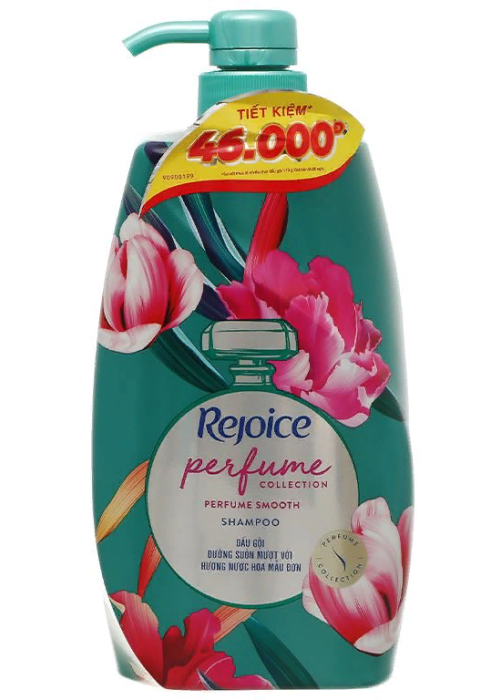 TIẾT KIỆM*
46.000Đ
90900199
Rejoice
perfume
COLLECTION
PERFUME SMOOTH
SHAMPOO
DẦU GỘI
DƯỠNG SUÔN MƯỢT VỚI
HƯƠNG NƯỚC HOA MẪU ĐƠN
PERFUME
COLLECTION